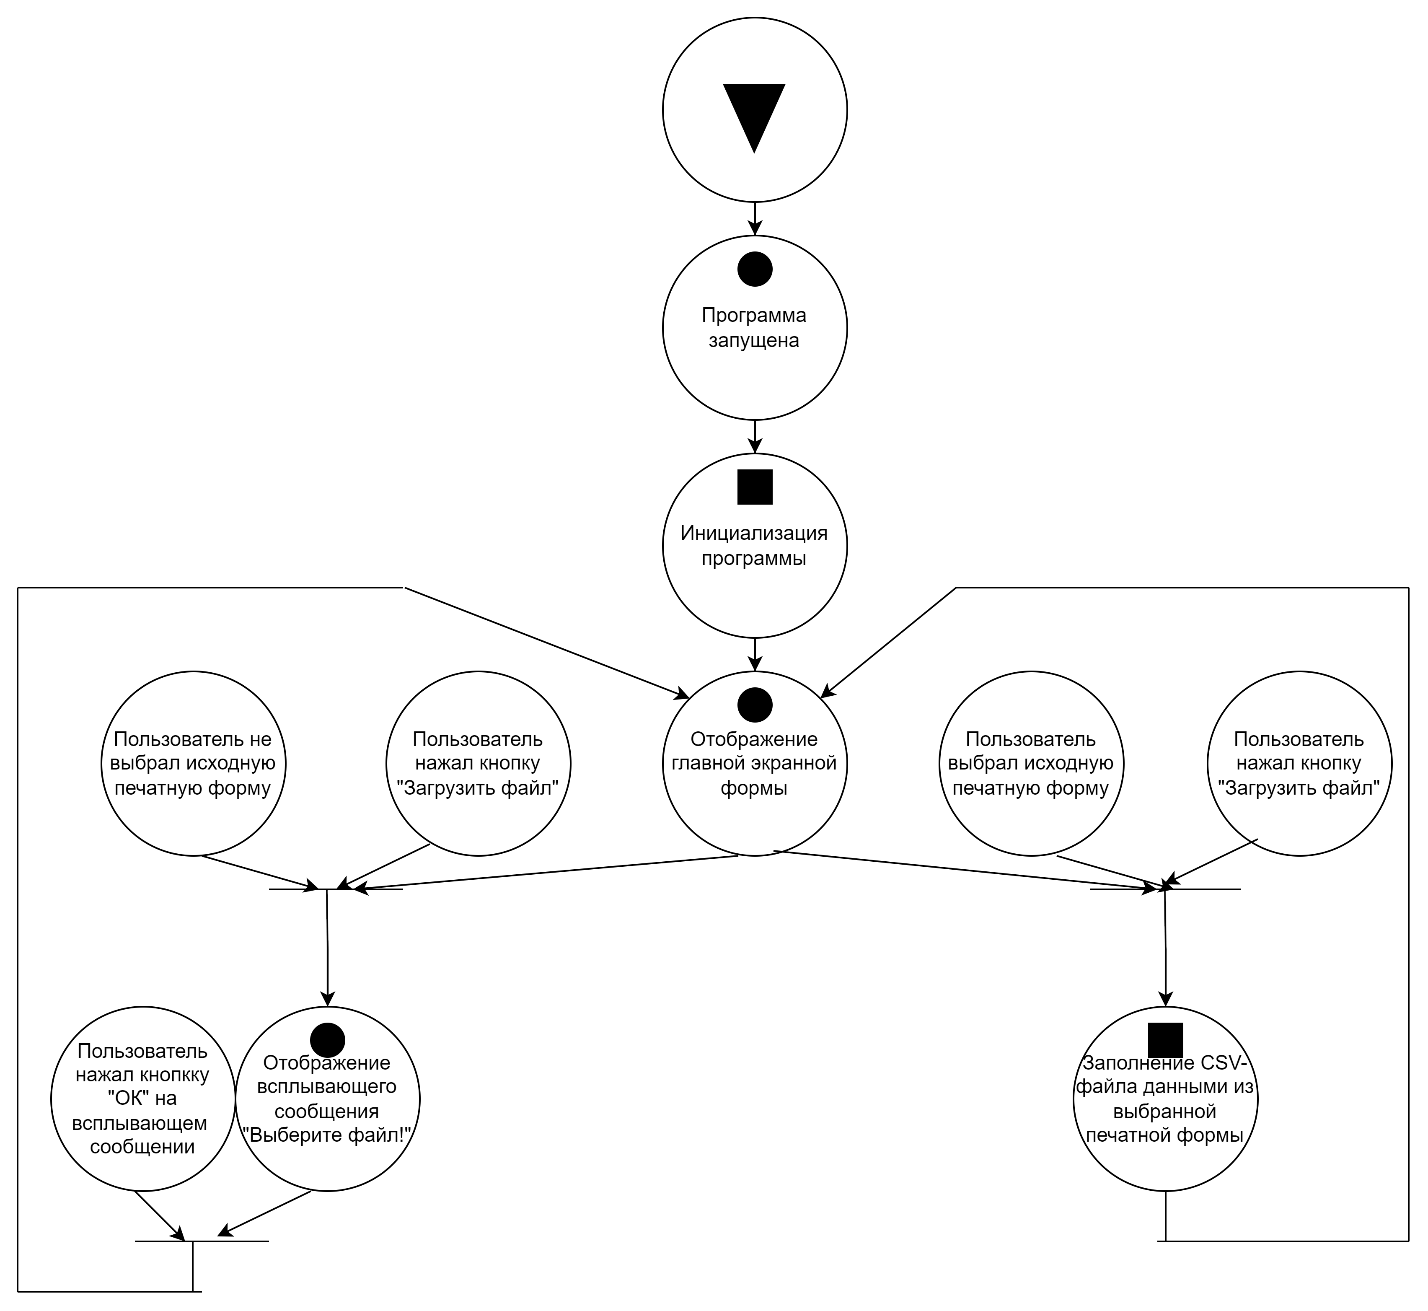 Программа
запущена
Инициализация
программы
Пользователь не
выбрал исходную
печатную форму
Пользователь
нажал кнопку
"Загрузить файл"
Отображение
главной экранной
формы
Пользователь
выбрал исходную
печатную форму
Пользователь
нажал кнопку
"Загрузить файл"
Пользователь
нажал кнопкку
"ОК" на
всплывающем
сообщении
Отображение
всплывающего
сообщения
"Выберите файл!"
Заполнение CSV-
файла данными из
выбранной
печатной формы